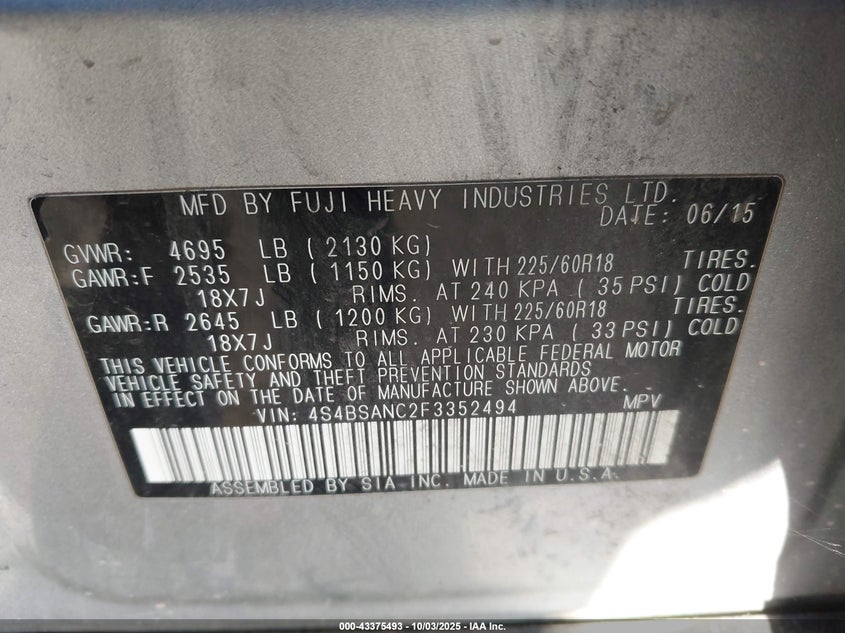 MFD BY FUJI HEAVY INDUSTRIES LTD.
DATE: 06/15
GVWR: 4695 LB ( 2130 KG)
GAWR:F 2535 LB ( 1150 KG) WITH 225/60R18 TIRES.
18X7J RIMS. AT 240 KPA ( 35 PSI) COLD
GAWR:R 2645 LB ( 1200 KG) WITH 225/60R18 TIRES.
18X7J RIMS. AT 230 KPA ( 33 PSI) COLD
THIS VEHICLE CONFORMS TO ALL APPLICABLE FEDERAL MOTOR
VEHICLE SAFETY AND THEFT PREVENTION STANDARDS
IN EFFECT ON THE DATE OF MANUFACTURE SHOWN ABOVE.
VIN: 4S4BSANC2F3352494 MPV
ASSEMBLED BY SIA INC. MADE IN U.S.A.
000-43375493 - 10/03/2025 - IAA Inc.